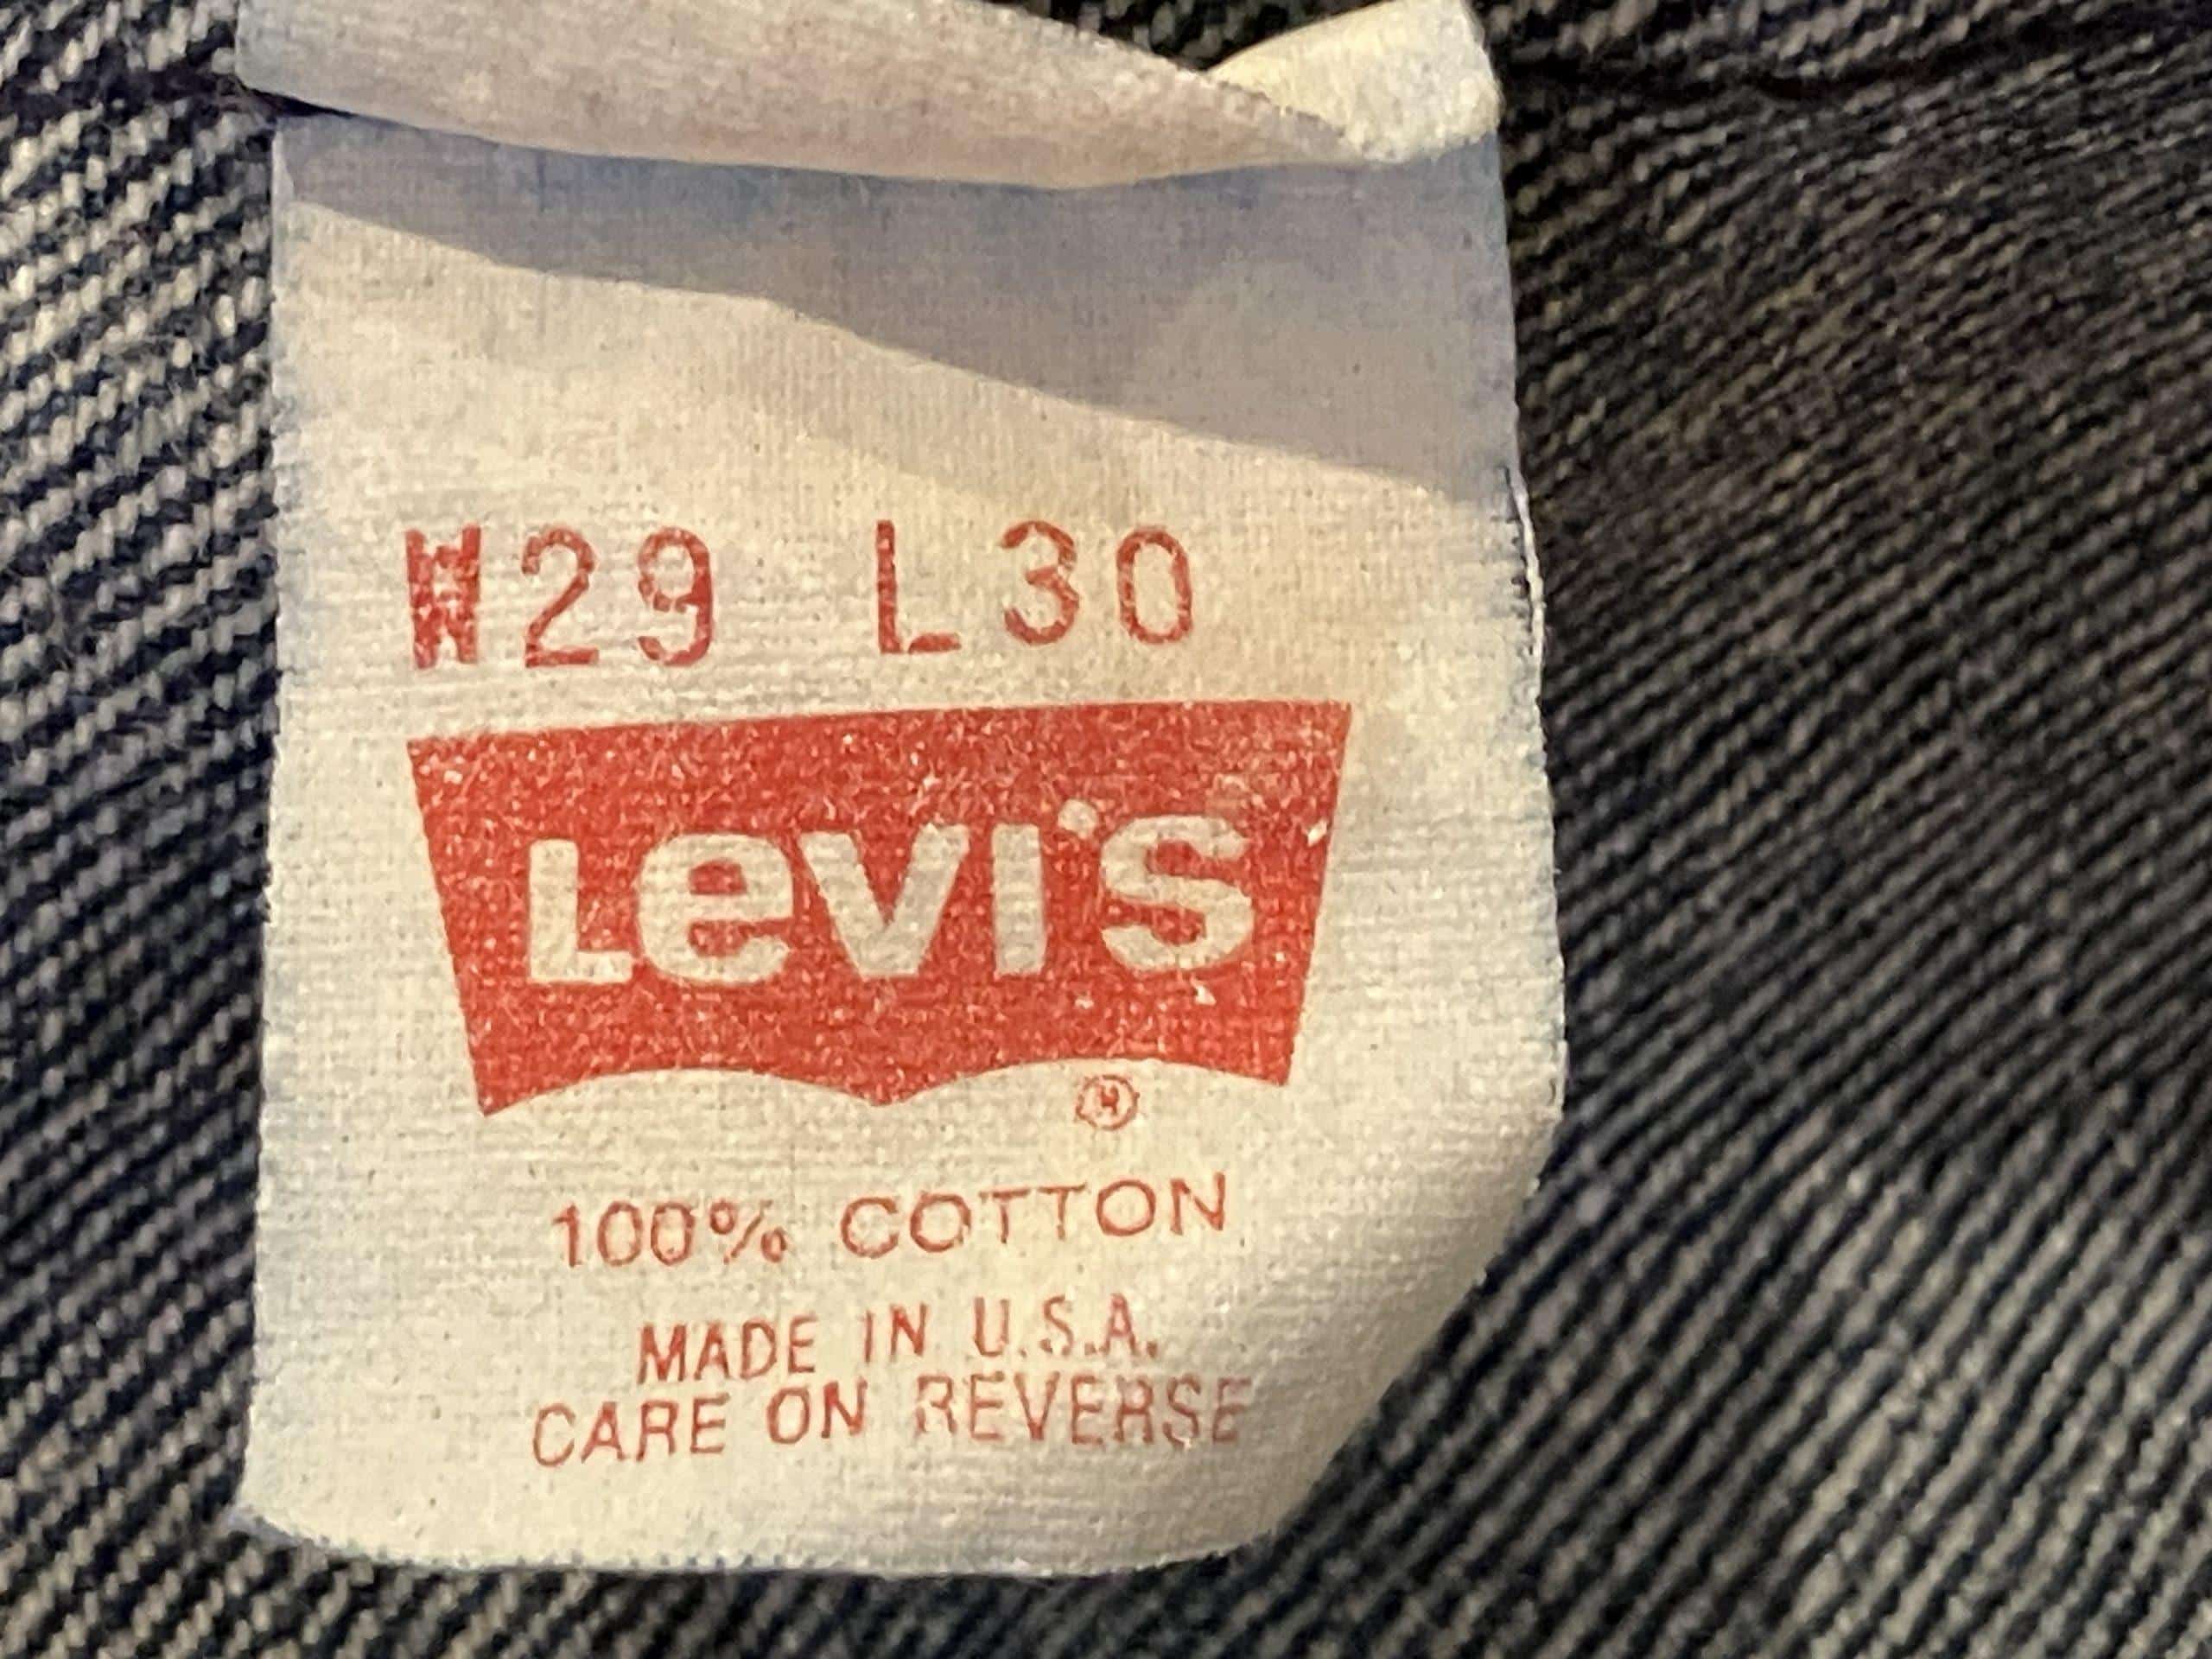 W29 L30
LEVI'S
®
100% COTTON
MADE IN U.S.A.
CARE ON REVERSE